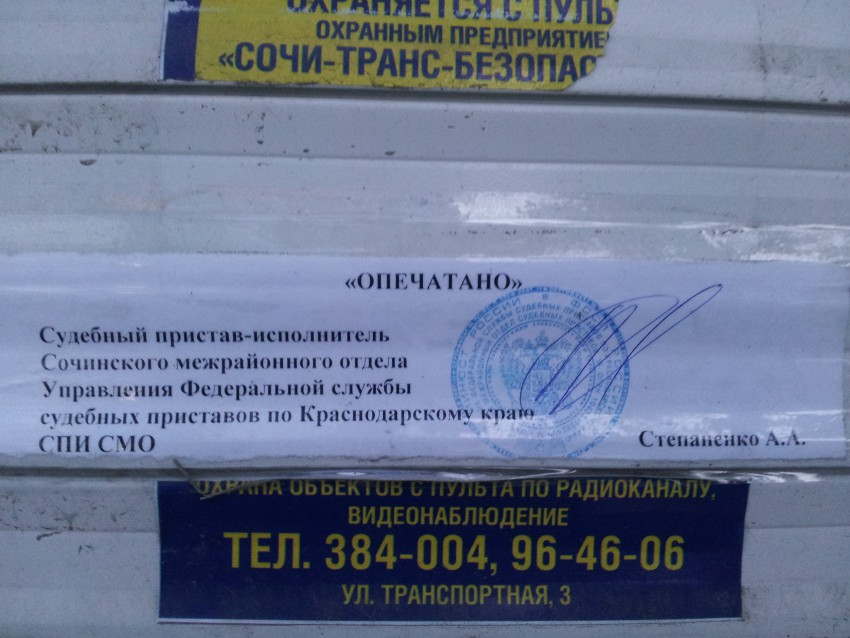 ОХРАНЯЕТСЯ С ПУЛЬ
ОХРАННЫМ ПРЕДПРИЯТИЕ
«СОЧИ-ТРАНС-БЕЗОПАС
«ОПЕЧАТАНО»
Судебный пристав-исполнитель
Сочинского межрайонного отдела
Управления Федеральной службы
судебных приставов по Краснодарскому краю
СПИ СМО
Степаненко А.А.
ОХРАНА ОБЪЕКТОВ С ПУЛЬТА ПО РАДИОКАНАЛУ,
ВИДЕОНАБЛЮДЕНИЕ
ТЕЛ. 384-004, 96-46-06
УЛ. ТРАНСПОРТНАЯ, 3